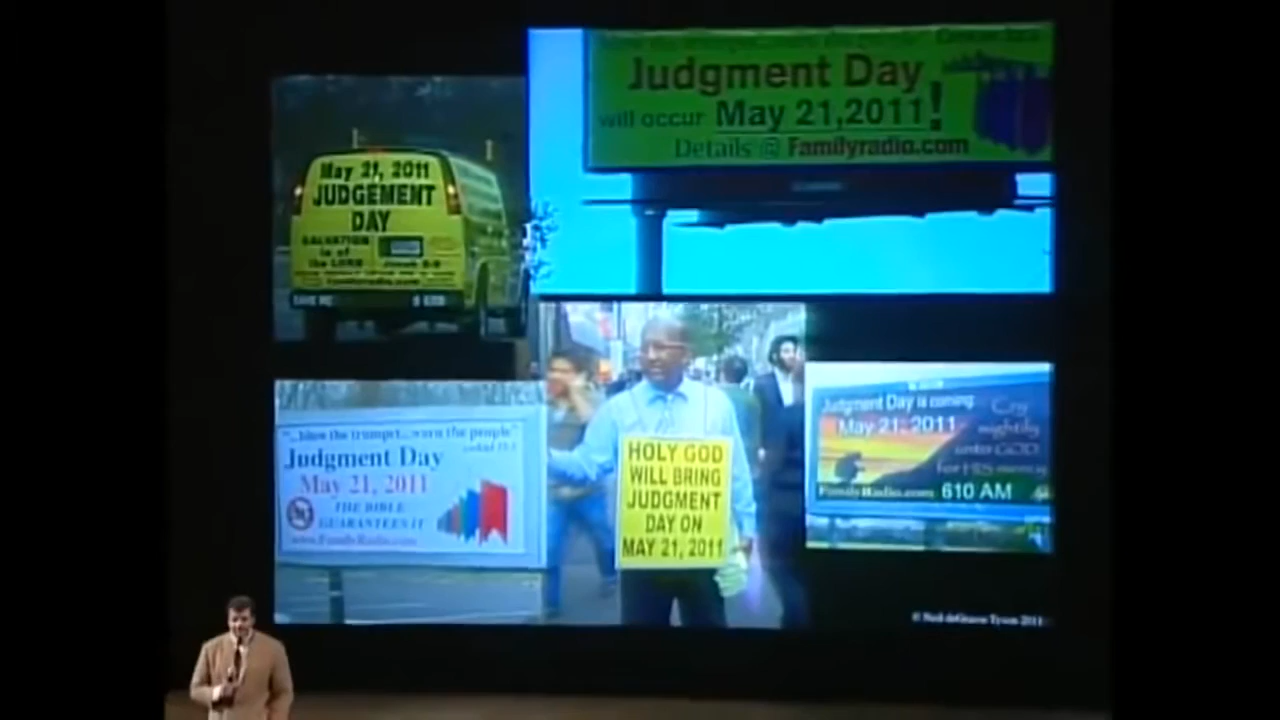 May 21, 2011
JUDGEMENT
DAY
SALVATION
is of
the LORD
Judgment Day
will occur May 21,2011!
Details @ Familyradio.com
"...blow the trumpet...warn the people"
Judgment Day
May 21, 2011
THE BIBLE
GUARANTEES IT
www.FamilyRadio.com
HOLY GOD
WILL BRING
JUDGMENT
DAY ON
MAY 21, 2011
Judgment Day is coming
May 21, 2011
Cry
mightily
unto GOD
for HIS mercy
FamilyRadio.com 610 AM
© Neil deGrasse Tyson 2011